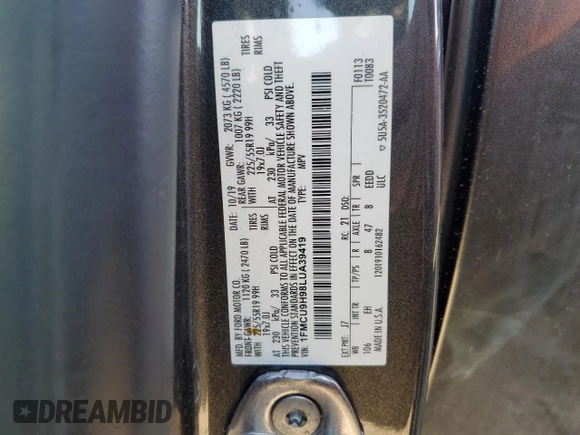 MFD. BY FORD MOTOR CO.
DATE: 10/19 GVWR: 2073 KG ( 4570 LB)
FRONT GAWR: 1120 KG ( 2470 LB) REAR GAWR: 1007 KG ( 2220 LB)
WITH 225/55R19 99H TIRES WITH 225/55R19 99H TIRES
19x7.0J RIMS 19x7.0J RIMS
AT 230 kPa/ 33 PSI COLD AT 230 kPa/ 33 PSI COLD
THIS VEHICLE CONFORMS TO ALL APPLICABLE FEDERAL MOTOR VEHICLE SAFETY AND THEFT
PREVENTION STANDARDS IN EFFECT ON THE DATE OF MANUFACTURE SHOWN ABOVE.
VIN: 1FMCU9H98LUA39419 TYPE: MPV
F0113
T0083
EXT PNT: J7 RC: 21 DSO:
WB INT TR TP/PS R AXLE TR SPR
106 EH 8 47 8 EEDD
MADE IN U.S.A. 1201910162482 ULC
5U5A-3520472-AA
DREAMBID